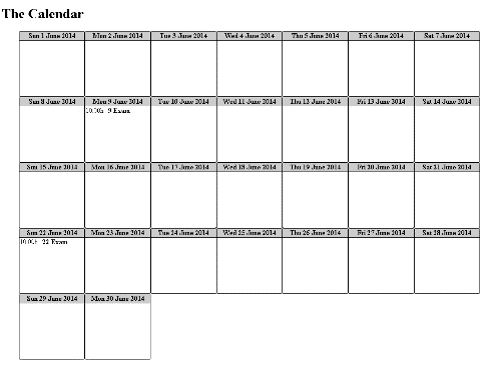 The Calendar
Sun 1 June 2014 Mon 2 June 2014 Tue 3 June 2014 Wed 4 June 2014 Thu 5 June 2014 Fri 6 June 2014 Sat 7 June 2014
Sun 8 June 2014 Mon 9 June 2014 Tue 10 June 2014 Wed 11 June 2014 Thu 12 June 2014 Fri 13 June 2014 Sat 14 June 2014
10:00h 9 Exam
Sun 15 June 2014 Mon 16 June 2014 Tue 17 June 2014 Wed 18 June 2014 Thu 19 June 2014 Fri 20 June 2014 Sat 21 June 2014
Sun 22 June 2014 Mon 23 June 2014 Tue 24 June 2014 Wed 25 June 2014 Thu 26 June 2014 Fri 27 June 2014 Sat 28 June 2014
10:00h 22 Exam
Sun 29 June 2014 Mon 30 June 2014